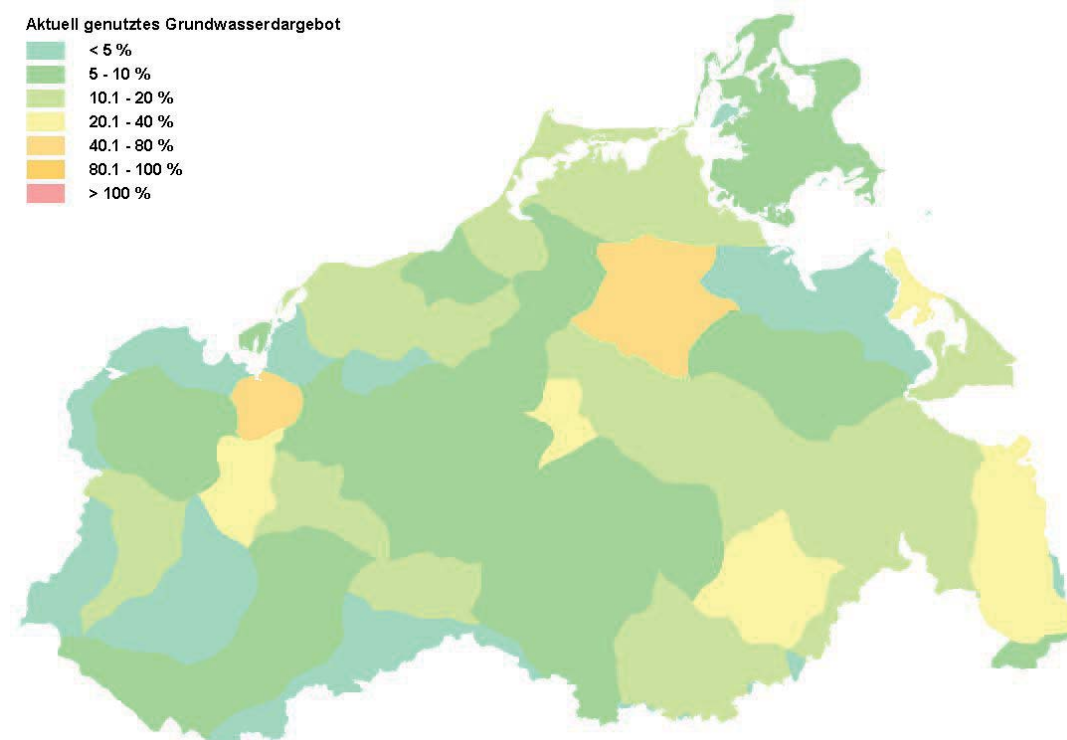 Aktuell genutztes Grundwasserdargebot
< 5 %
5 - 10 %
10.1 - 20 %
20.1 - 40 %
40.1 - 80 %
80.1 - 100 %
> 100 %